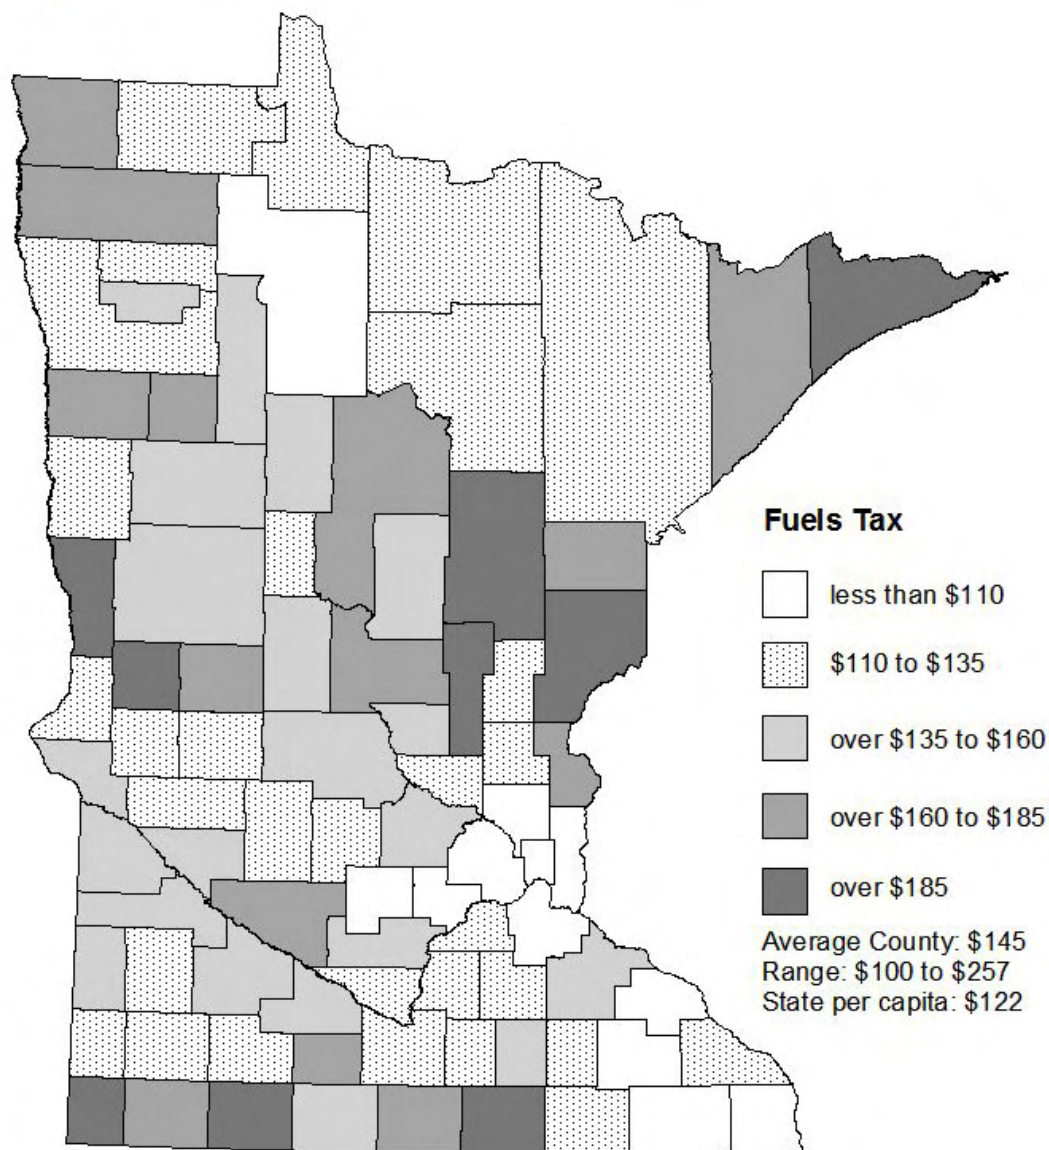 Fuels Tax
less than $110
$110 to $135
over $135 to $160
over $160 to $185
over $185
Average County: $145
Range: $100 to $257
State per capita: $122